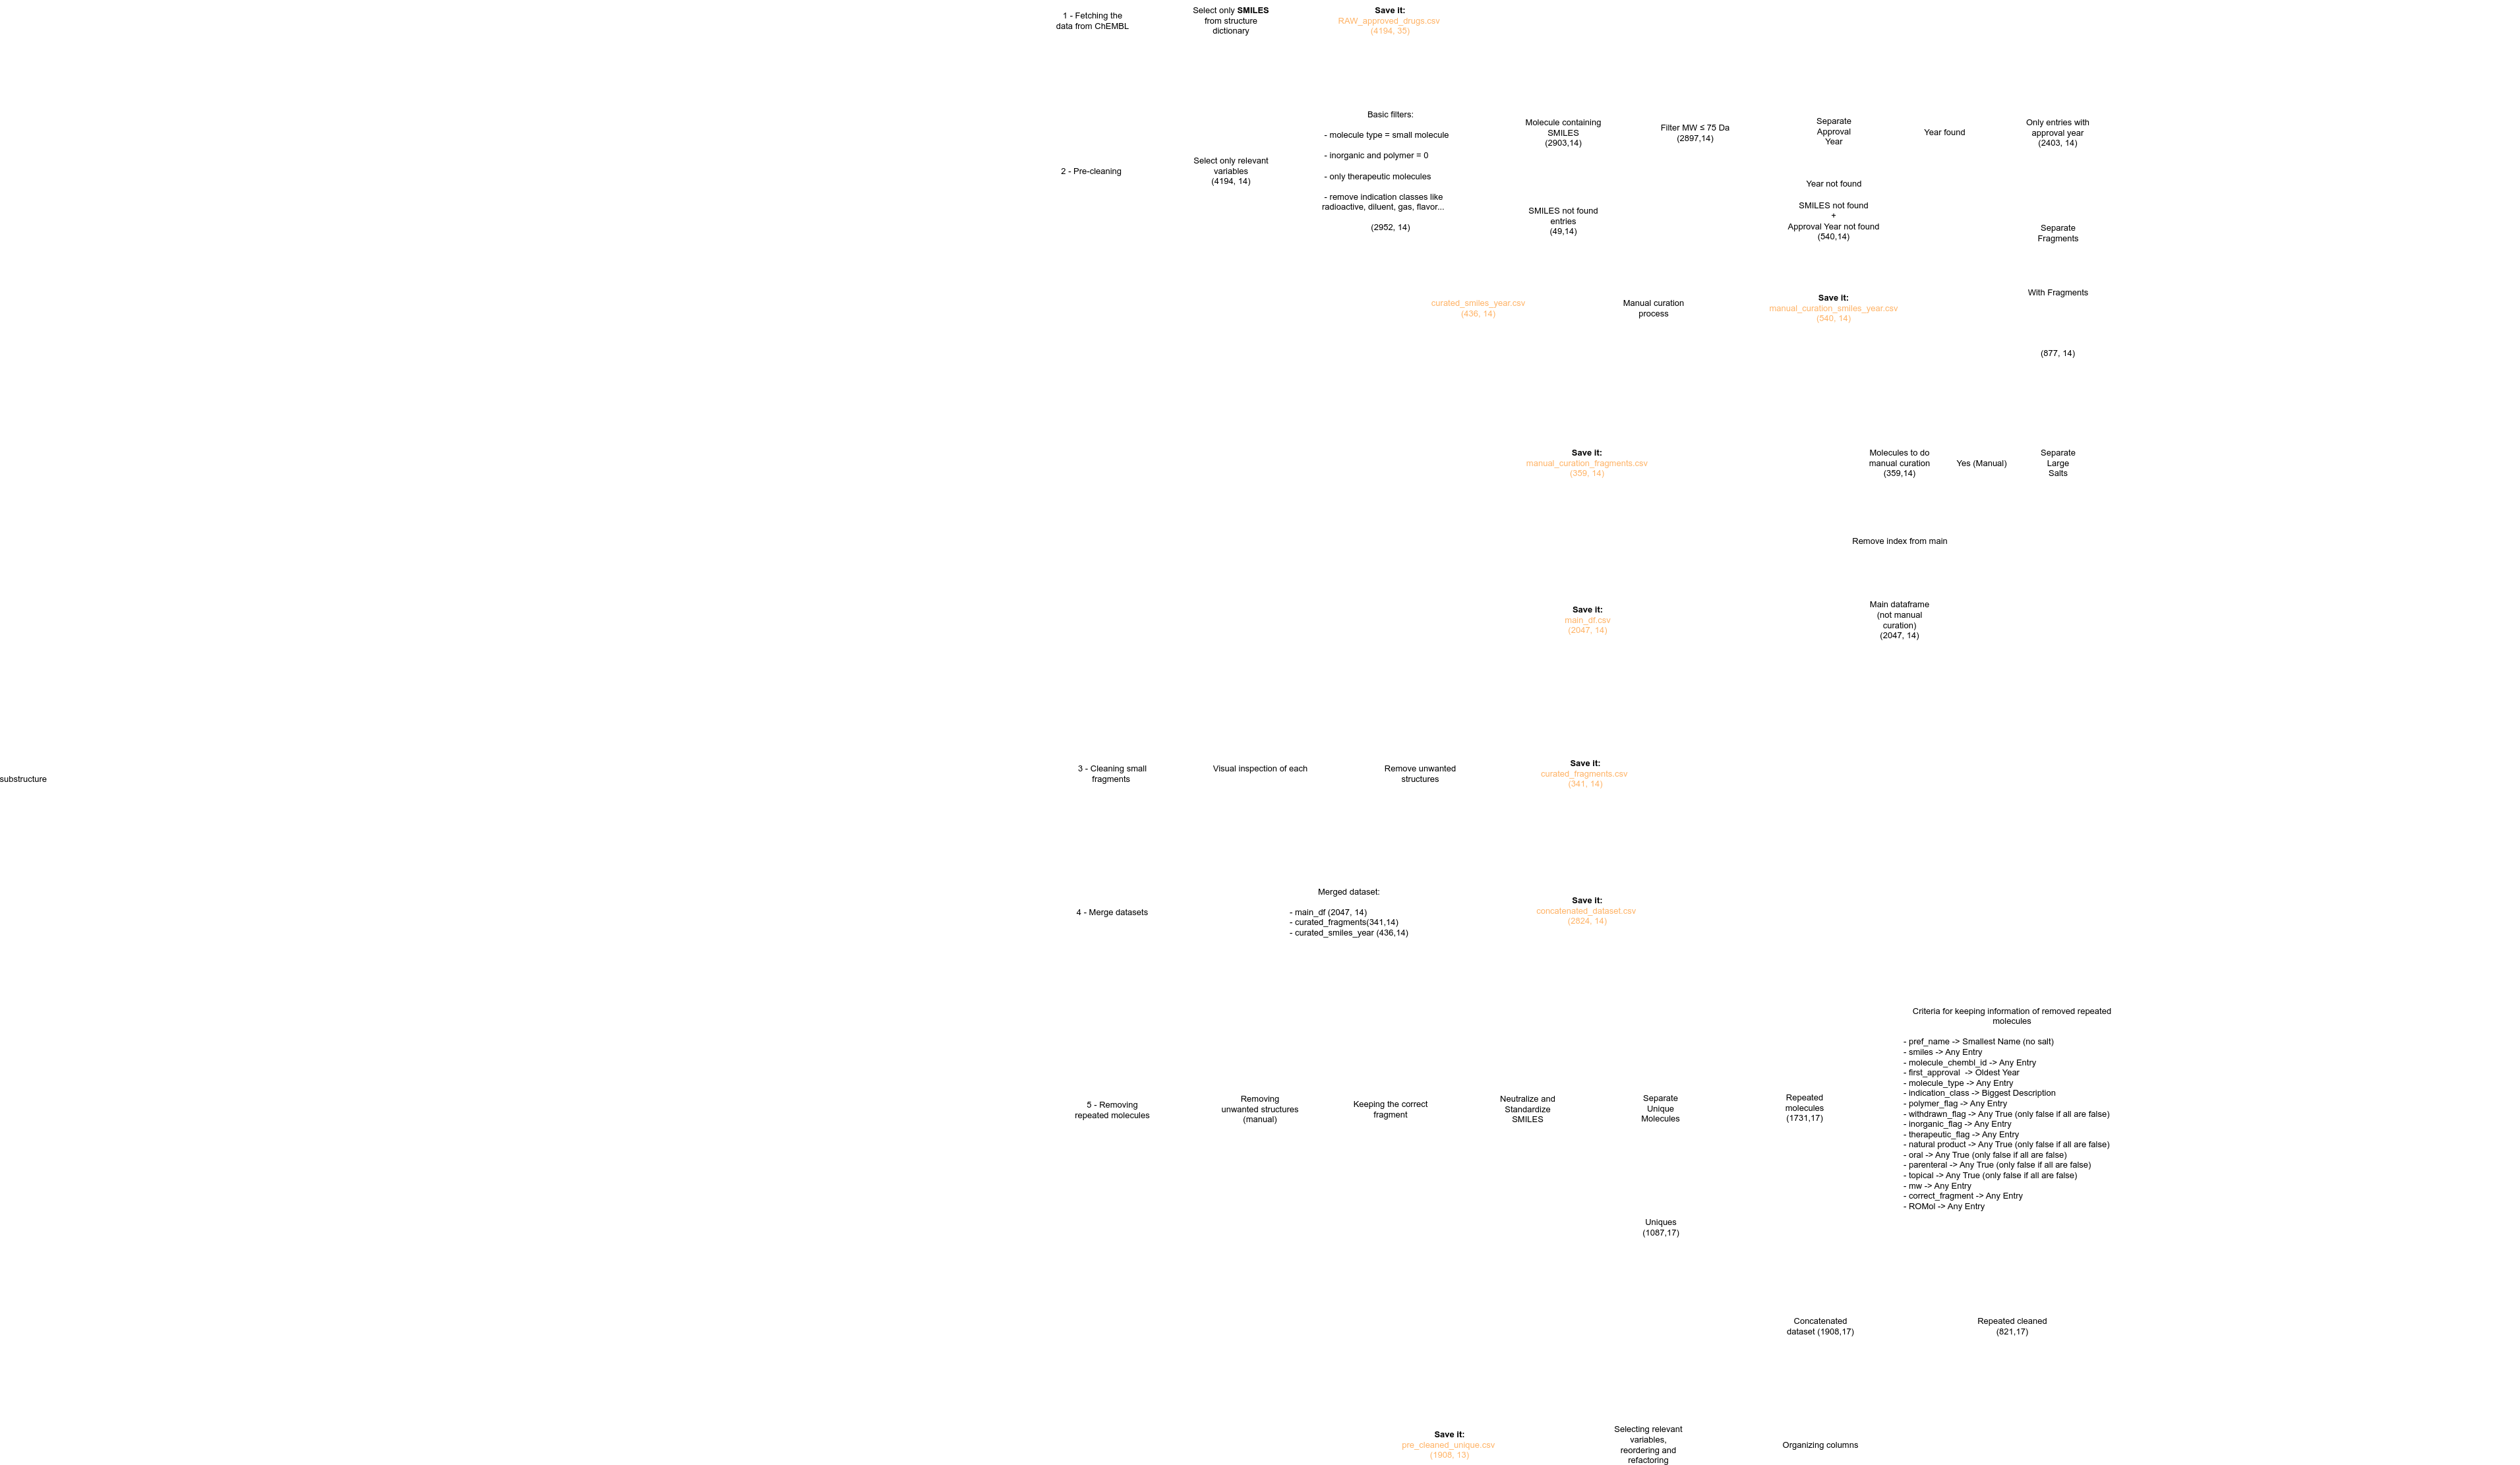 1 - Fetching the
data from ChEMBL
Select only SMILES
from structure
dictionary
Save it:
RAW_approved_drugs.csv
(4194, 35)
2 - Pre-cleaning
Select only relevant
variables
(4194, 14)
Basic filters:
- molecule type = small molecule
- inorganic and polymer = 0
- only therapeutic molecules
- remove indication classes like
radioactive, diluent, gas, flavor...
(2952, 14)
Molecule containing
SMILES
(2903,14)
Filter MW ≤ 75 Da
(2897,14)
Separate
Approval
Year
Year found
Only entries with
approval year
(2403, 14)
SMILES not found
entries
(49,14)
Year not found
SMILES not found
+
Approval Year not found
(540,14)
Separate
Fragments
curated_smiles_year.csv
(436, 14)
Manual curation
process
Save it:
manual_curation_smiles_year.csv
(540, 14)
With Fragments
(877, 14)
Save it:
manual_curation_fragments.csv
(359, 14)
Molecules to do
manual curation
(359,14)
Yes (Manual)
Separate
Large
Salts
Remove index from main
Save it:
main_df.csv
(2047, 14)
Main dataframe
(not manual
curation)
(2047, 14)
substructure
3 - Cleaning small
fragments
Visual inspection of each
Remove unwanted
structures
Save it:
curated_fragments.csv
(341, 14)
4 - Merge datasets
Merged dataset:
- main_df (2047, 14)
- curated_fragments(341,14)
- curated_smiles_year (436,14)
Save it:
concatenated_dataset.csv
(2824, 14)
5 - Removing
repeated molecules
Removing
unwanted structures
(manual)
Keeping the correct
fragment
Neutralize and
Standardize
SMILES
Separate
Unique
Molecules
Repeated
molecules
(1731,17)
Criteria for keeping information of removed repeated
molecules
- pref_name -> Smallest Name (no salt)
- smiles -> Any Entry
- molecule_chembl_id -> Any Entry
- first_approval  -> Oldest Year
- molecule_type -> Any Entry
- indication_class -> Biggest Description
- polymer_flag -> Any Entry
- withdrawn_flag -> Any True (only false if all are false)
- inorganic_flag -> Any Entry
- therapeutic_flag -> Any Entry
- natural product -> Any True (only false if all are false)
- oral -> Any True (only false if all are false)
- parenteral -> Any True (only false if all are false)
- topical -> Any True (only false if all are false)
- mw -> Any Entry
- correct_fragment -> Any Entry
- ROMol -> Any Entry
Uniques
(1087,17)
Concatenated
dataset (1908,17)
Repeated cleaned
(821,17)
Save it:
pre_cleaned_unique.csv
(1908, 13)
Selecting relevant
variables,
reordering and
refactoring
Organizing columns